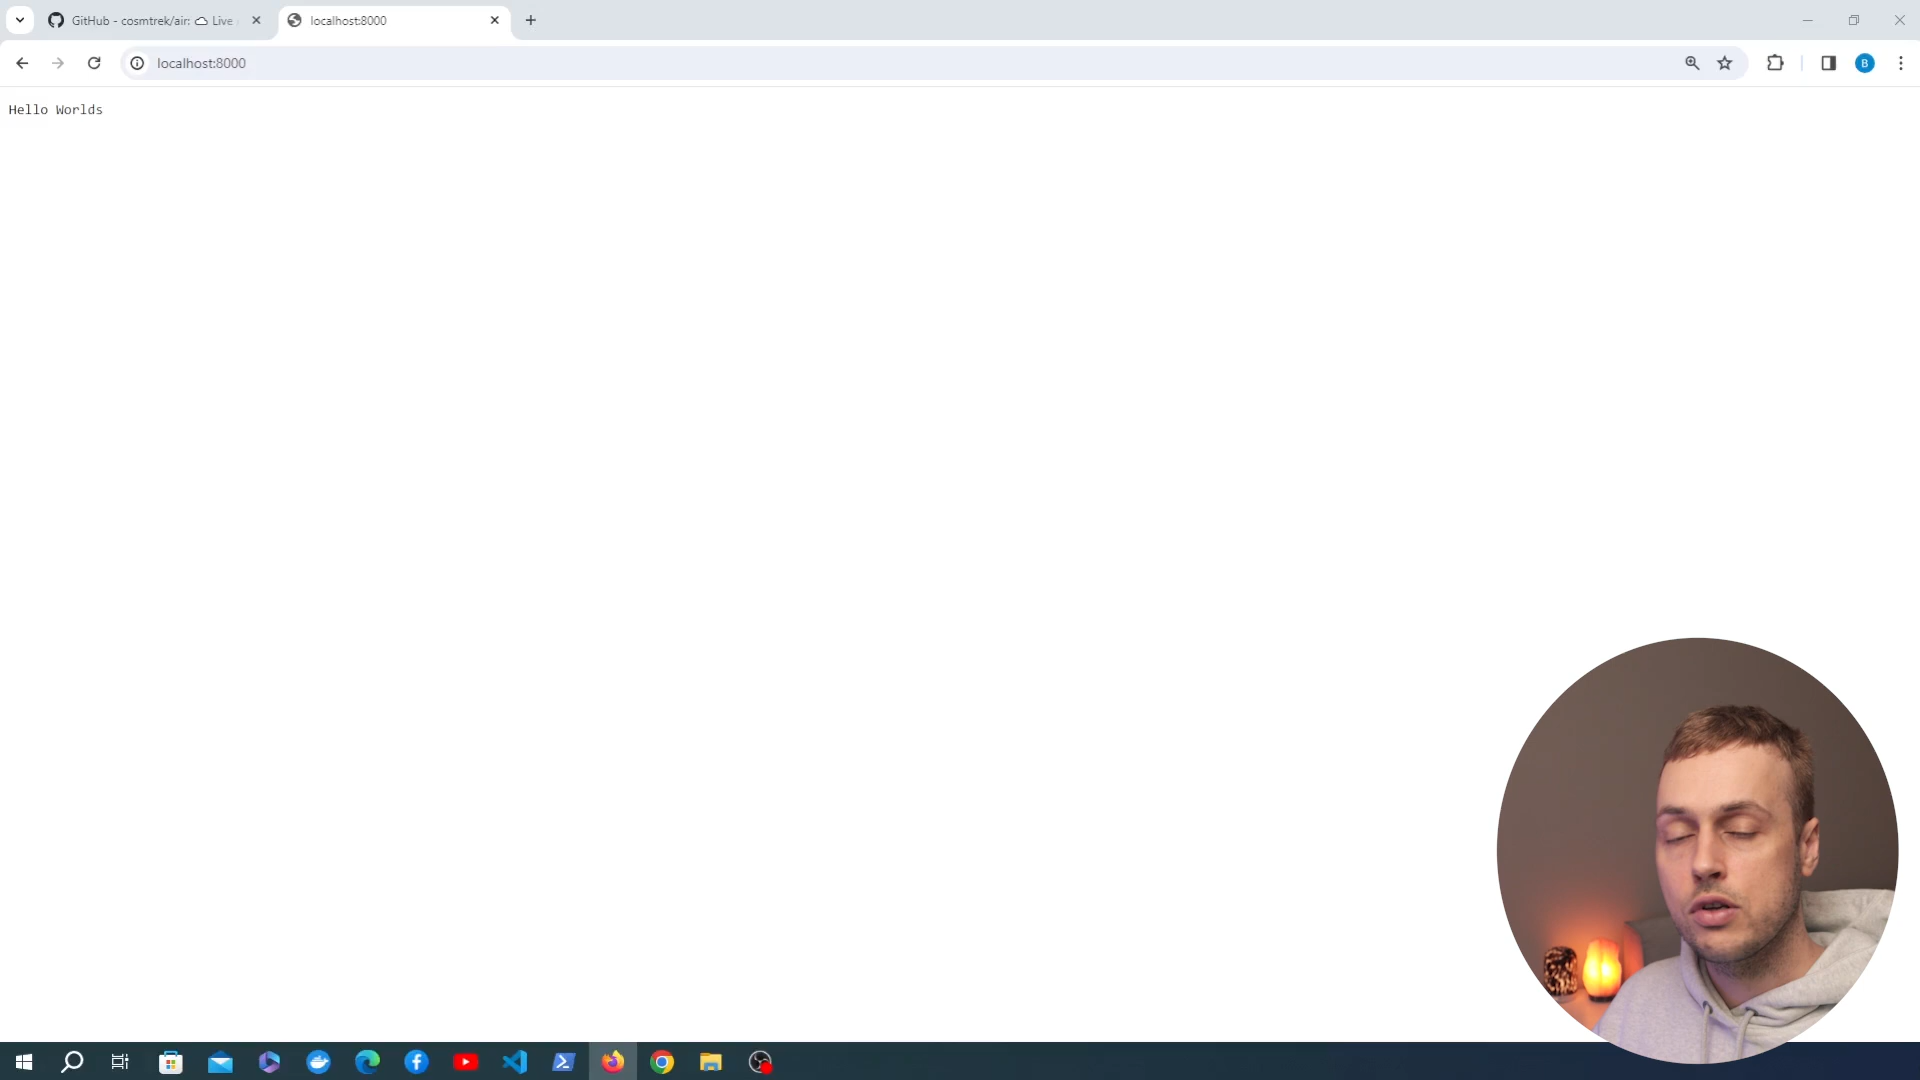 GitHub - cosmtrek/air: ☁ Live
localhost:8000
localhost:8000
B
Hello Worlds